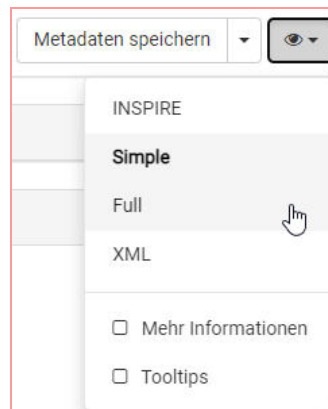 Metadaten speichern
INSPIRE
Simple
Full
XML
Mehr Informationen
Tooltips